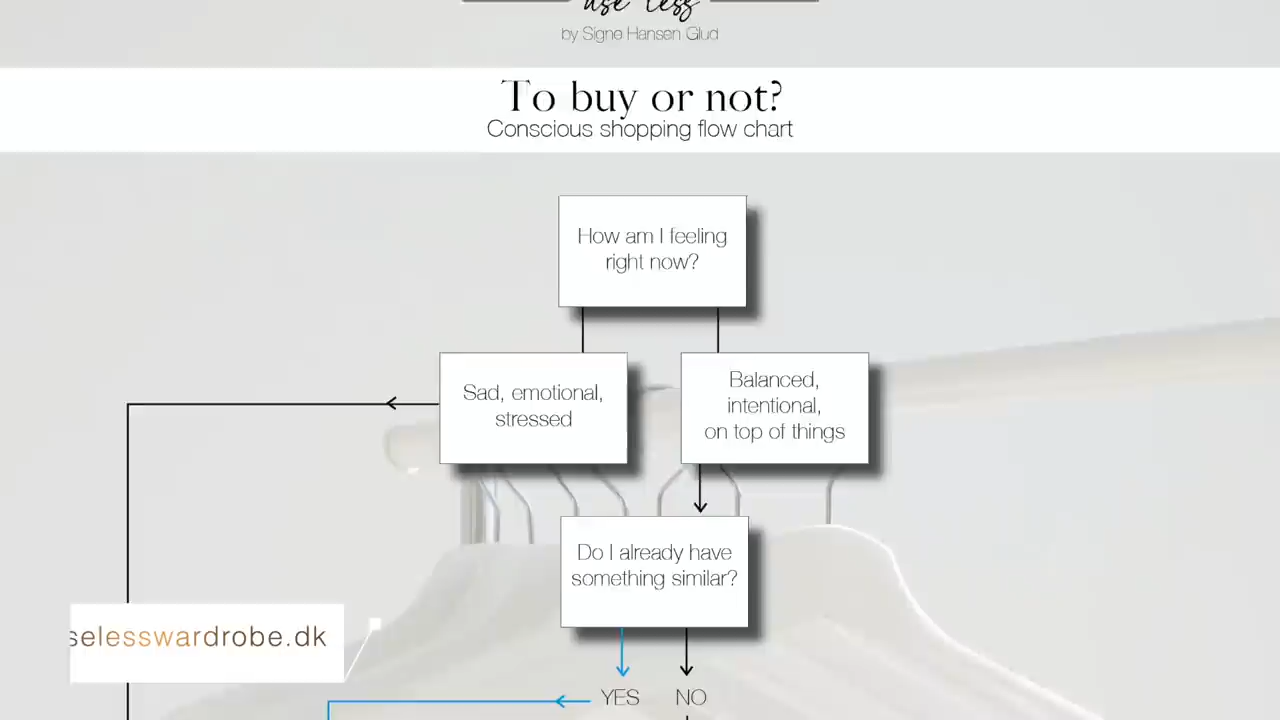 use less
by Signe Hansen Glud
To buy or not?
Conscious shopping flow chart
How am I feeling
right now?
Sad, emotional,
stressed
Balanced,
intentional,
on top of things
Do I already have
something similar?
selesswardrobe.dk
YES NO